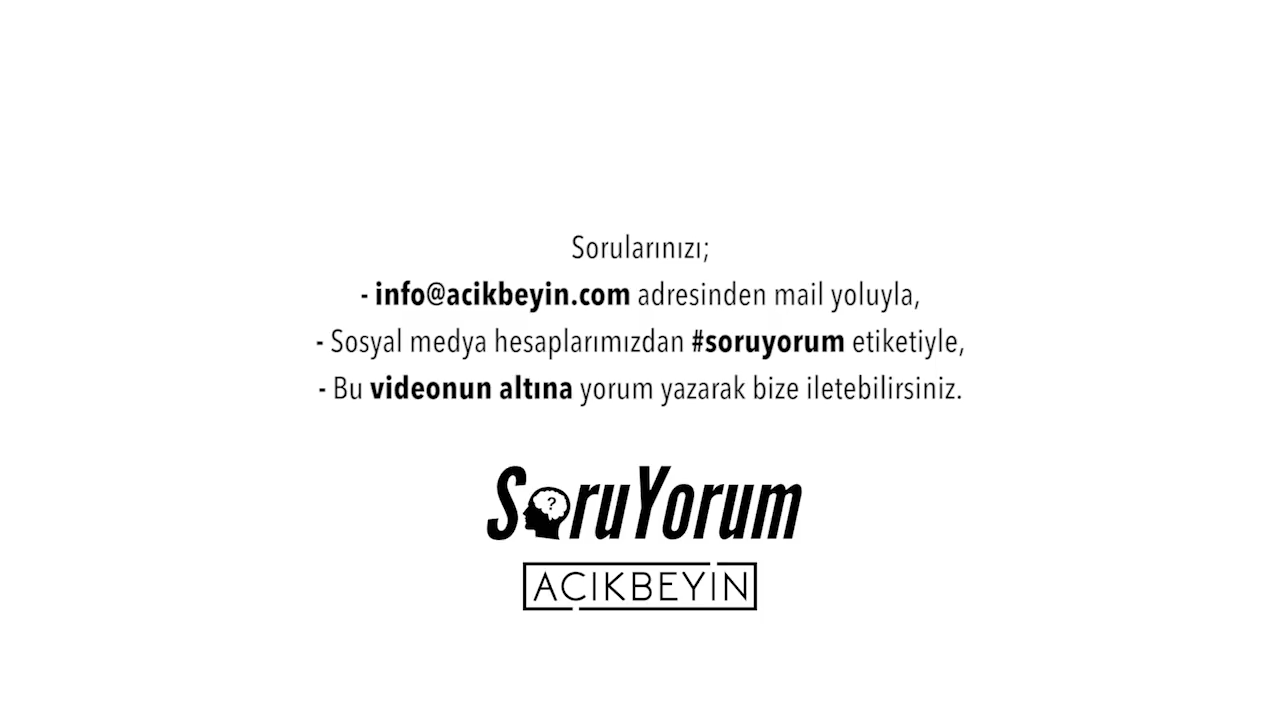 Sorularınızı;
- info@acikbeyin.com adresinden mail yoluyla,
- Sosyal medya hesaplarımızdan #soruyorum etiketiyle,
- Bu videonun altına yorum yazarak bize iletebilirsiniz.
SoruYorum
AÇIKBEYİN